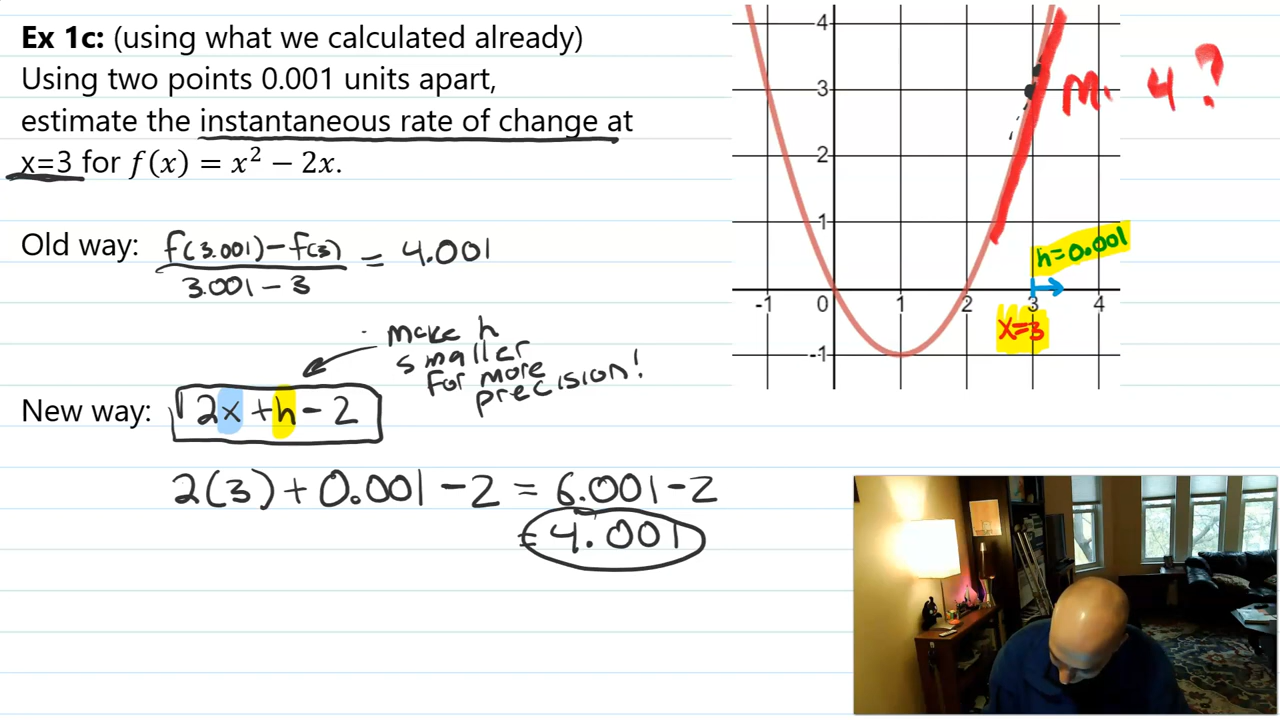 Ex 1c: (using what we calculated already)
Using two points 0.001 units apart,
estimate the instantaneous rate of change at
x=3 for f(x) = x² − 2x.
Old way: f(3.001) − f(3) / 3.001 − 3 = 4.001
make h
smaller
for more
precision!
New way: 2x + h − 2
2(3) + 0.001 − 2 = 6.001 − 2
= 4.001
4
3
2
1
-1 0 1 2 3 4
-1
m. 4?
h=0.001
x=3